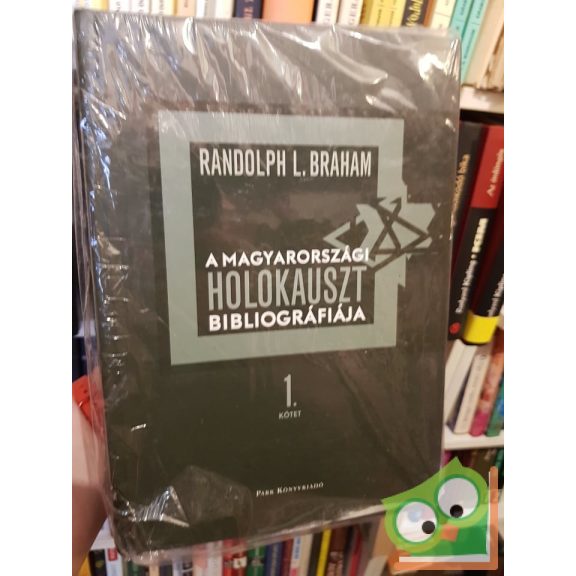 RANDOLPH L. BRAHAM
A MAGYARORSZÁGI
HOLOKAUSZT
BIBLIOGRÁFIÁJA
1.
KÖTET
PARK KÖNYVKIADÓ